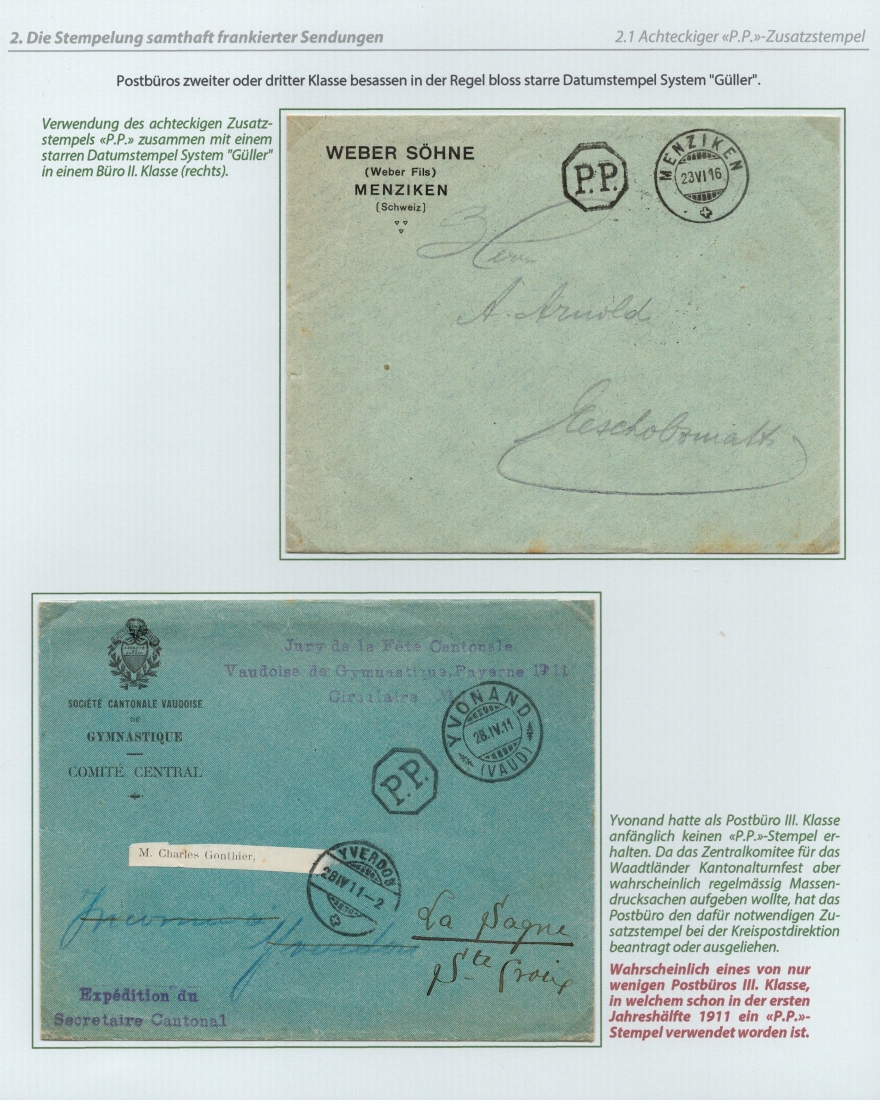 2. Die Stempelung samthaft frankierter Sendungen
2.1 Achteckiger «P.P.»-Zusatzstempel
Postbüros zweiter oder dritter Klasse besassen in der Regel bloss starre Datumstempel System "Güller".
Verwendung des achteckigen Zusatz-
stempels «P.P.» zusammen mit einem
starren Datumstempel System "Güller"
in einem Büro II. Klasse (rechts).
WEBER SÖHNE
(Weber Fils)
MENZIKEN
(Schweiz)
P.P.
MENZIKEN
23 VI 16
Herrn
A. Arnold
Escholzmatt
Jury de la Fête Cantonale
Vaudoise de Gymnastique, Payerne 1911
Circulaire
SOCIÉTÉ CANTONALE VAUDOISE
DE
GYMNASTIQUE
COMITÉ CENTRAL
YVONAND
28.IV.11
(VAUD)
P.P.
M. Charles Gonthier,
YVERDON
28 IV 11–2
Inconnu à
Yverdon
La Sagne
Ste Croix
Expédition du
Secretaire Cantonal
Yvonand hatte als Postbüro III. Klasse
anfänglich keinen «P.P.»-Stempel er-
halten. Da das Zentralkomitee für das
Waadtländer Kantonalturnfest aber
wahrscheinlich regelmässig Massen-
drucksachen aufgeben wollte, hat das
Postbüro den dafür notwendigen Zu-
satzstempel bei der Kreispostdirektion
beantragt oder ausgeliehen.
Wahrscheinlich eines von nur
wenigen Postbüros III. Klasse,
in welchem schon in der ersten
Jahreshälfte 1911 ein «P.P.»-
Stempel verwendet worden ist.